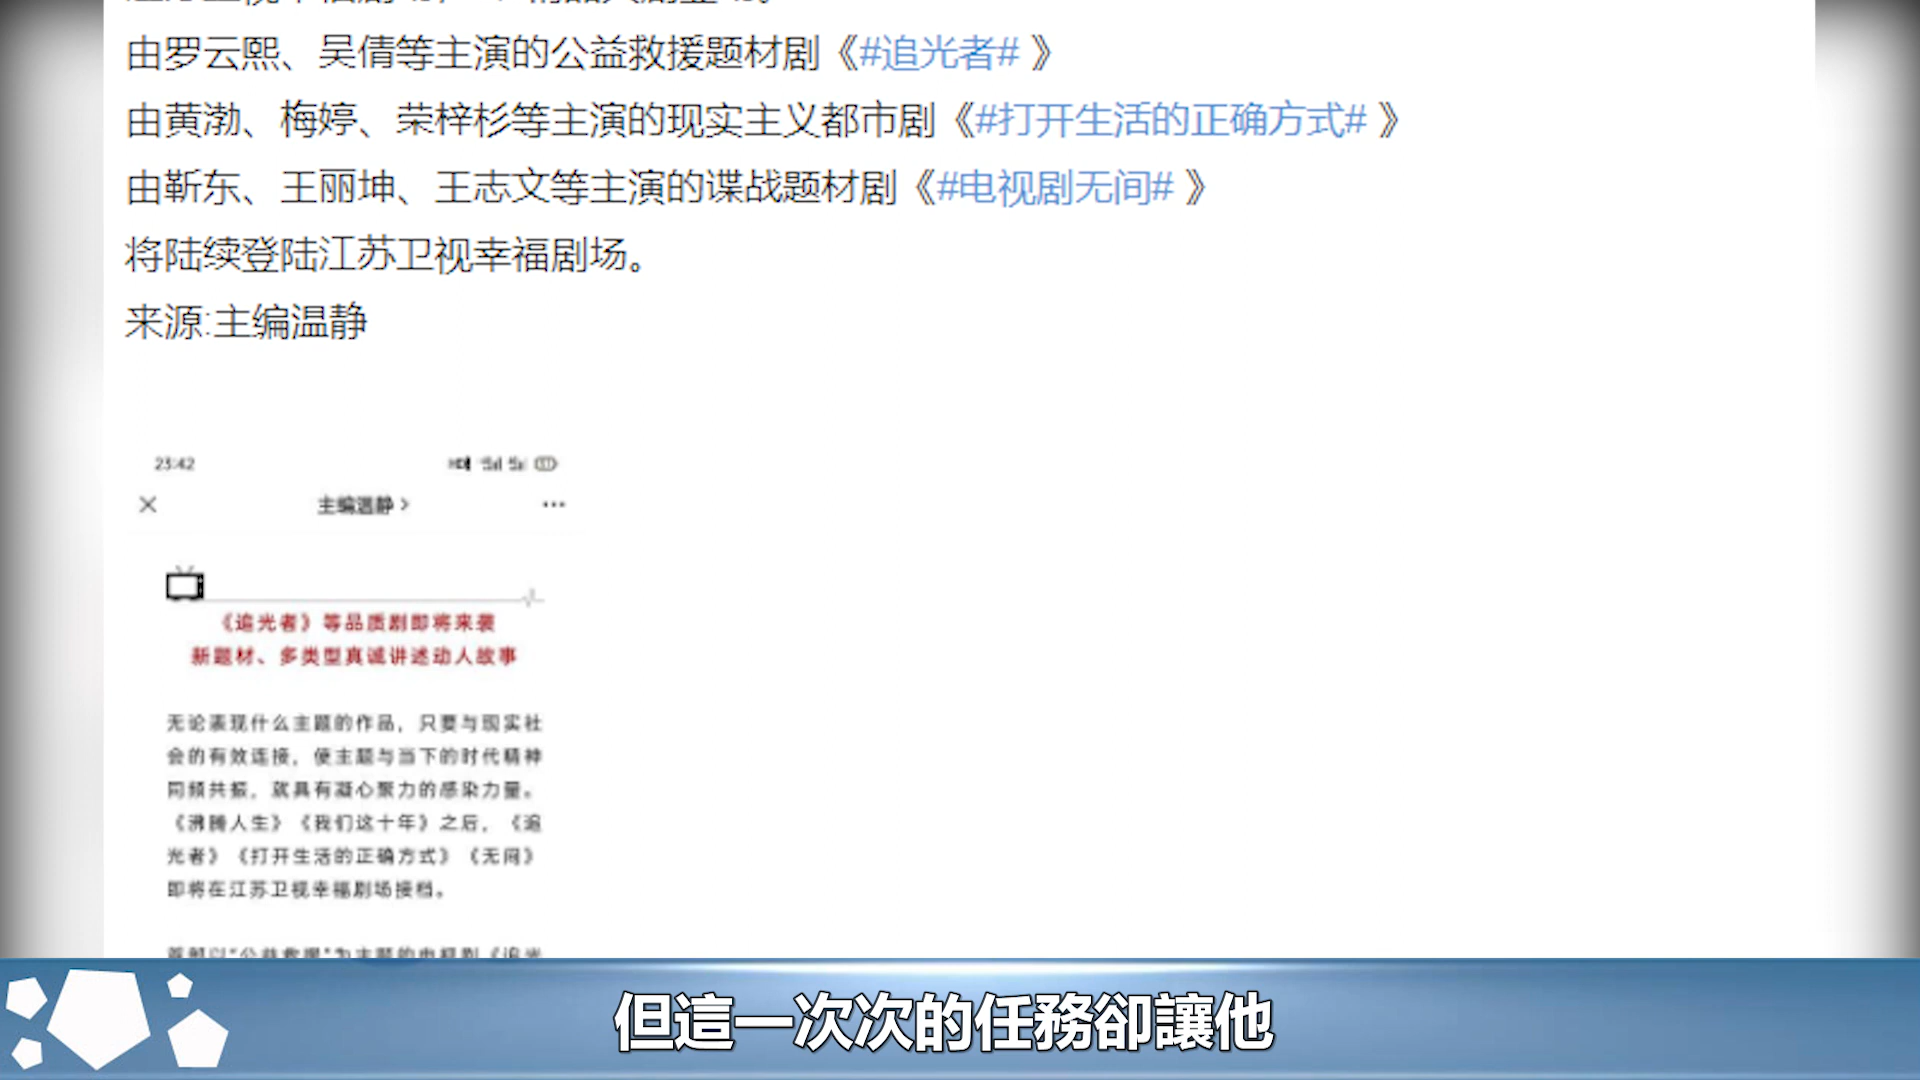 由罗云熙、吴倩等主演的公益救援题材剧《#追光者# 》
由黄渤、梅婷、荣梓杉等主演的现实主义都市剧《#打开生活的正确方式# 》
由靳东、王丽坤、王志文等主演的谍战题材剧《#电视剧无间# 》
将陆续登陆江苏卫视幸福剧场。
来源:主编温静
23:42
主编温静 >
《追光者》等品质剧即将来袭
新题材、多类型真诚讲述动人故事
无论表现什么主题的作品，只要与现实社
会的有效连接，使主题与当下的时代精神
同频共振，就具有凝心聚力的感染力量。
《沸腾人生》《我们这十年》之后，《追
光者》《打开生活的正确方式》《无间》
即将在江苏卫视幸福剧场接档。
但這一次次的任務卻讓他